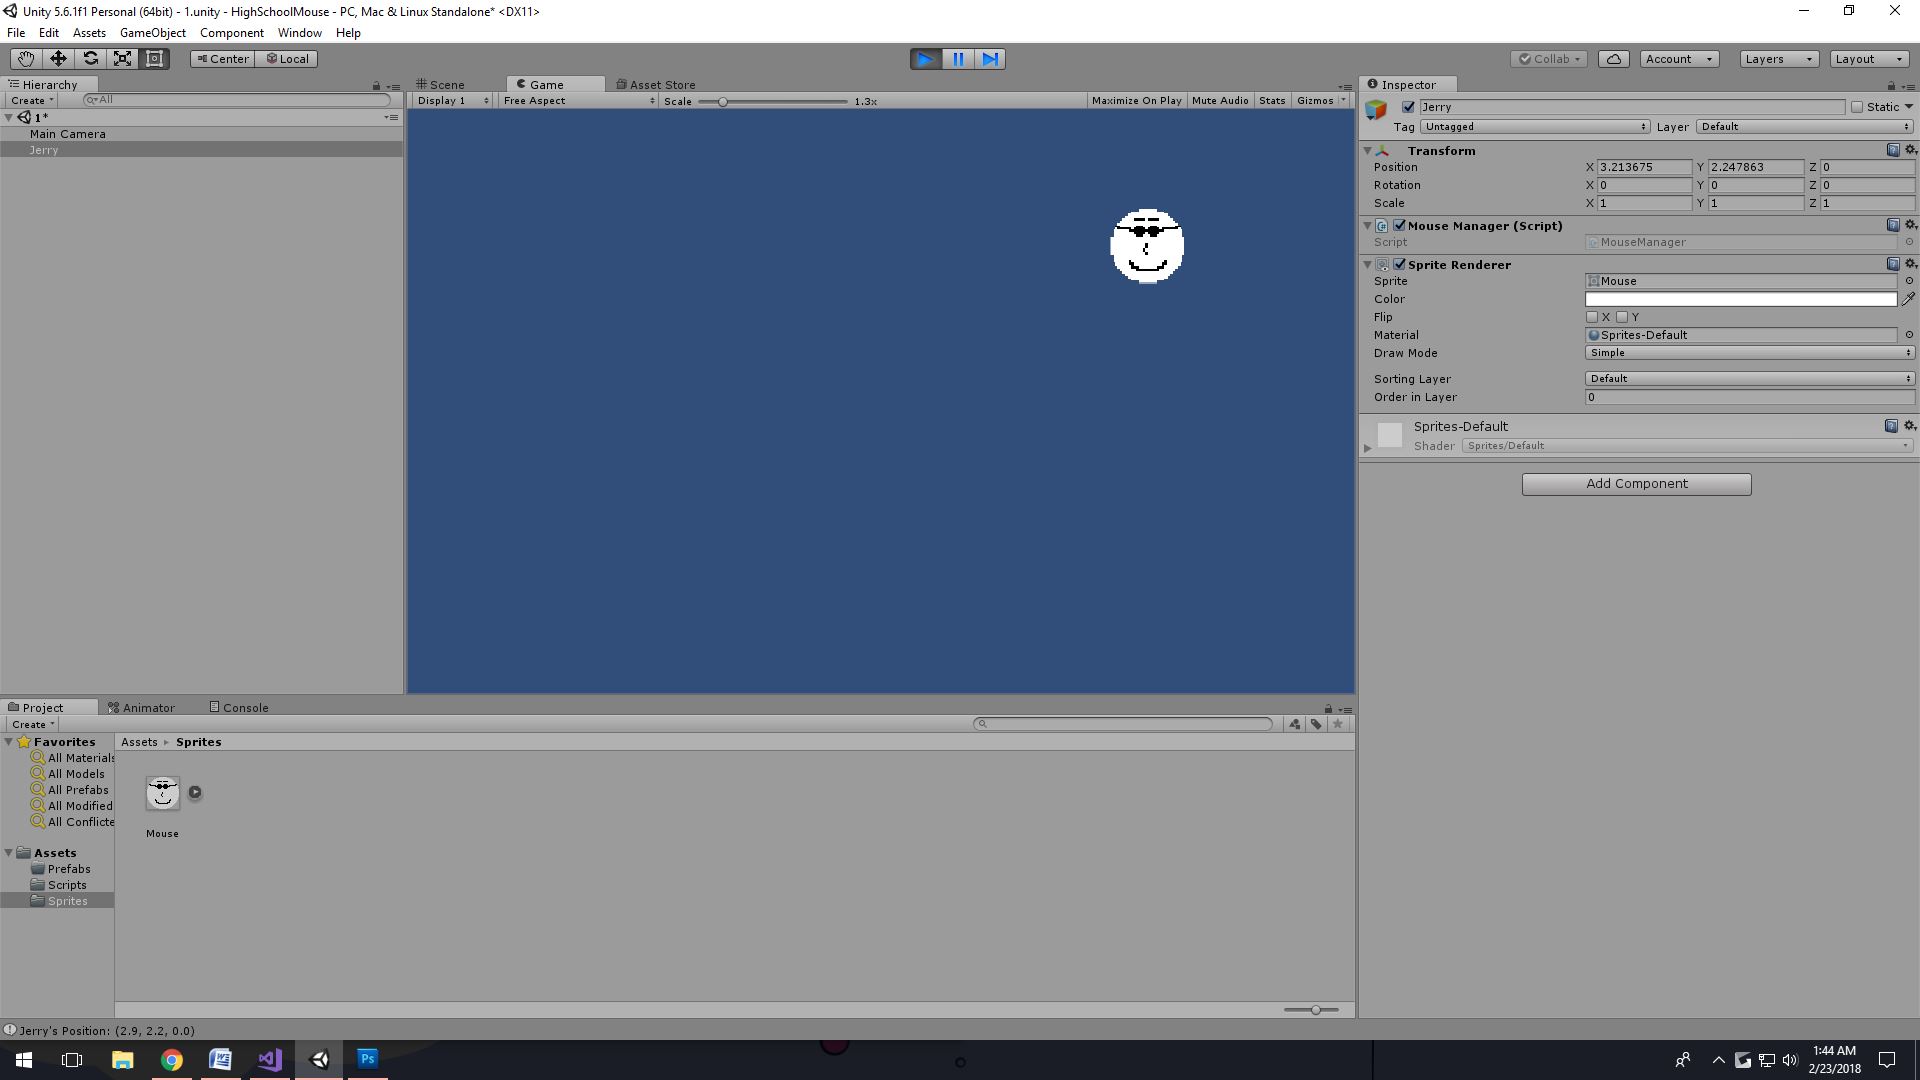 Unity 5.6.1f1 Personal (64bit) - 1.unity - HighSchoolMouse - PC, Mac & Linux Standalone* <DX11>
File Edit Assets GameObject Component Window Help
Center Local Collab Account Layers Layout
Hierarchy
Create All
1*
Main Camera
Jerry
Scene Game Asset Store
Display 1 Free Aspect Scale 1.3x Maximize On Play Mute Audio Stats Gizmos
Inspector
Jerry Static
Tag Untagged Layer Default
Transform
Position X 3.213675 Y 2.247863 Z 0
Rotation X 0 Y 0 Z 0
Scale X 1 Y 1 Z 1
Mouse Manager (Script)
Script MouseManager
Sprite Renderer
Sprite Mouse
Color
Flip X Y
Material Sprites-Default
Draw Mode Simple
Sorting Layer Default
Order in Layer 0
Sprites-Default
Shader Sprites/Default
Add Component
Project Animator Console
Create
Favorites
All Materials
All Models
All Prefabs
All Modified
All Conflicte
Assets
Prefabs
Scripts
Sprites
Assets Sprites
Mouse
Jerry's Position: (2.9, 2.2, 0.0)
Ps
1:44 AM
2/23/2018